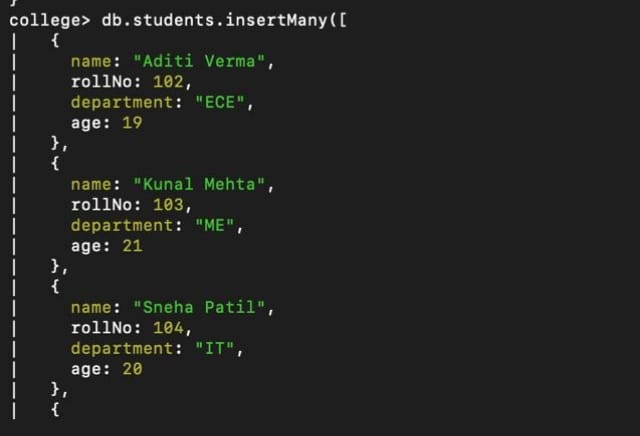 }
college> db.students.insertMany([
|   {
|     name: "Aditi Verma",
|     rollNo: 102,
|     department: "ECE",
|     age: 19
|   },
|   {
|     name: "Kunal Mehta",
|     rollNo: 103,
|     department: "ME",
|     age: 21
|   },
|   {
|     name: "Sneha Patil",
|     rollNo: 104,
|     department: "IT",
|     age: 20
|   },
|   {